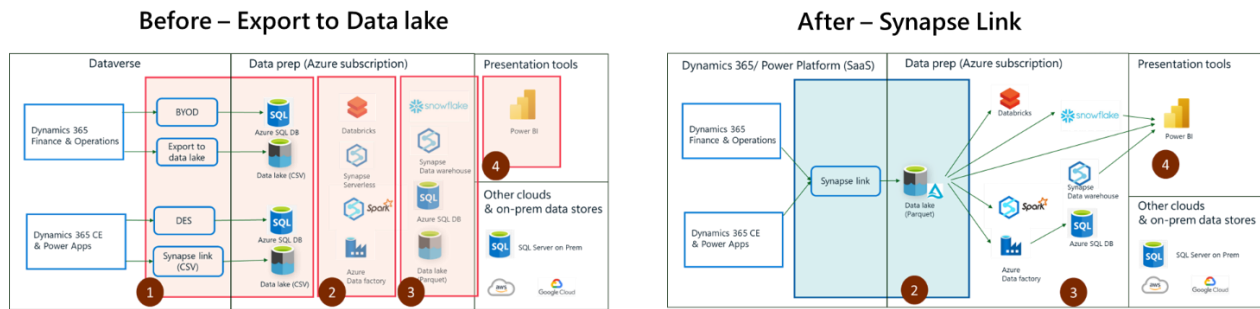 Before – Export to Data lake
Dataverse
Data prep (Azure subscription)
Presentation tools
Dynamics 365
Finance & Operations
BYOD
Export to
data lake
SQL
Azure SQL DB
Data lake (CSV)
Databricks
Synapse
Serverless
Spark
Azure
Data factory
snowflake
Synapse
Data warehouse
SQL
Azure SQL DB
Data lake
(Parquet)
Power BI
4
Dynamics 365 CE
& Power Apps
DES
Synapse link
(CSV)
SQL
Azure SQL DB
Data lake (CSV)
1
2
3
Other clouds
& on-prem data stores
SQL
SQL Server on Prem
aws
Google Cloud
After – Synapse Link
Dynamics 365/ Power Platform (SaaS)
Data prep (Azure subscription)
Presentation tools
Dynamics 365
Finance & Operations
Dynamics 365 CE
& Power Apps
Synapse link
Data lake
(Parquet)
Databricks
snowflake
Synapse
Data warehouse
Spark
SQL
Azure SQL DB
Azure
Data factory
2
3
Power BI
4
Other clouds
& on-prem data stores
SQL
SQL Server on Prem
aws
Google Cloud